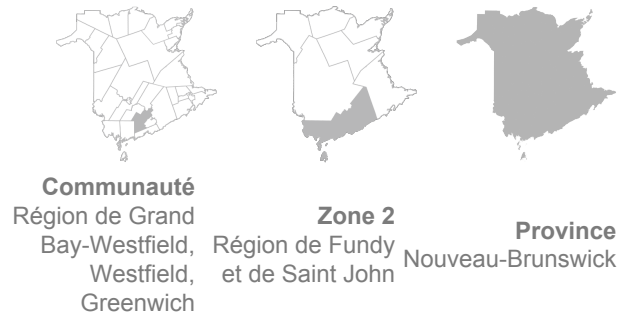 Communauté
Région de Grand
Bay-Westfield,
Westfield,
Greenwich
Zone 2
Région de Fundy
et de Saint John
Province
Nouveau-Brunswick